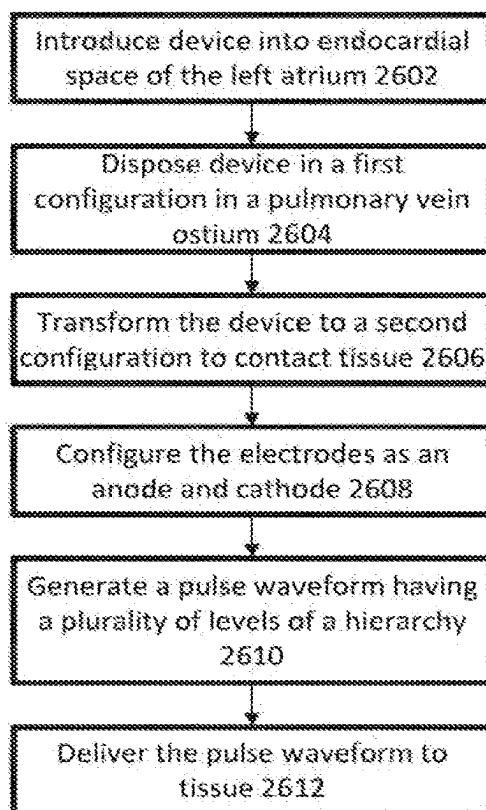 Introduce device into endocardial
space of the left atrium 2602
Dispose device in a first
configuration in a pulmonary vein
ostium 2604
Transform the device to a second
configuration to contact tissue 2606
Configure the electrodes as an
anode and cathode 2608
Generate a pulse waveform having
a plurality of levels of a hierarchy
2610
Deliver the pulse waveform to
tissue 2612